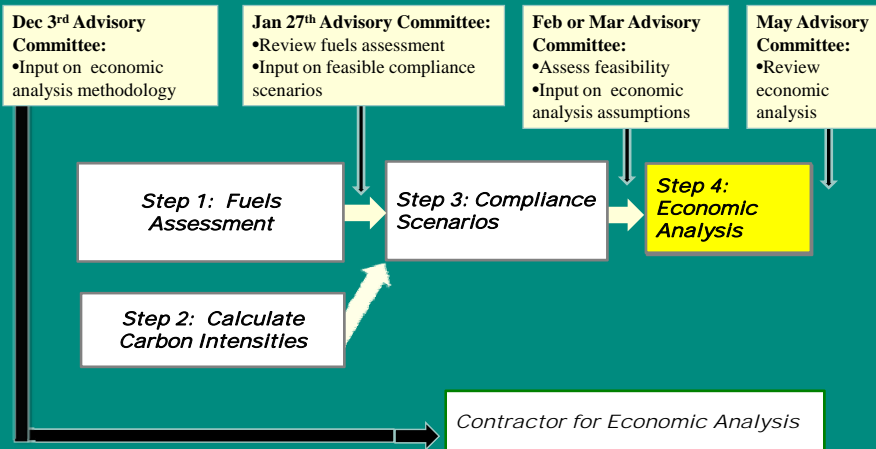 Dec 3rd Advisory
Committee:
•Input on economic
analysis methodology
Jan 27th Advisory Committee:
•Review fuels assessment
•Input on feasible compliance
scenarios
Feb or Mar Advisory
Committee:
•Assess feasibility
•Input on economic
analysis assumptions
May Advisory
Committee:
•Review
economic
analysis
Step 1: Fuels
Assessment
Step 3: Compliance
Scenarios
Step 4:
Economic
Analysis
Step 2: Calculate
Carbon Intensities
Contractor for Economic Analysis